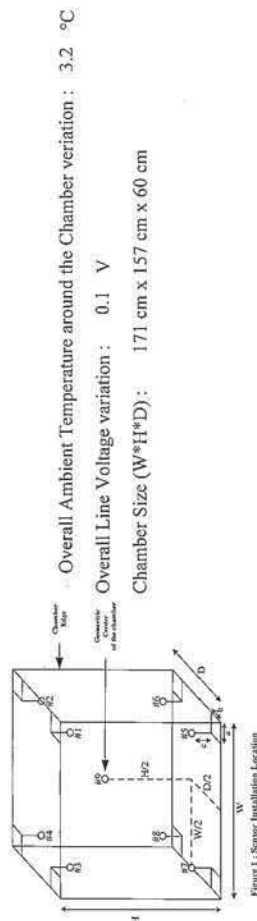 Overall Ambient Temperature around the Chamber veriation : 3.2 °C
Overall Line Voltage variation : 0.1 V
Chamber Size (W*H*D) : 171 cm x 157 cm x 60 cm
Chamber
Edge
Geometric
Center
of the chamber
#4
#2
#3
#1
#9
H
H/2
#8
#6
#7
#5
W/2
D/2
c
a
b
D
W
Figure 1 : Sensor Installation Location